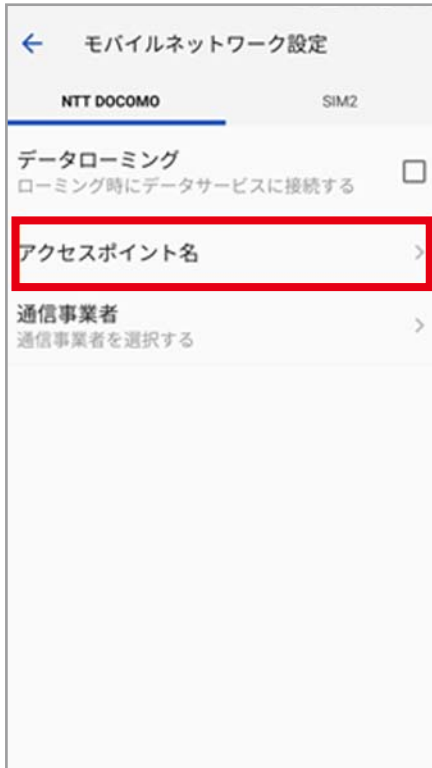 モバイルネットワーク設定
NTT DOCOMO SIM2
データローミング
ローミング時にデータサービスに接続する
アクセスポイント名
通信事業者
通信事業者を選択する